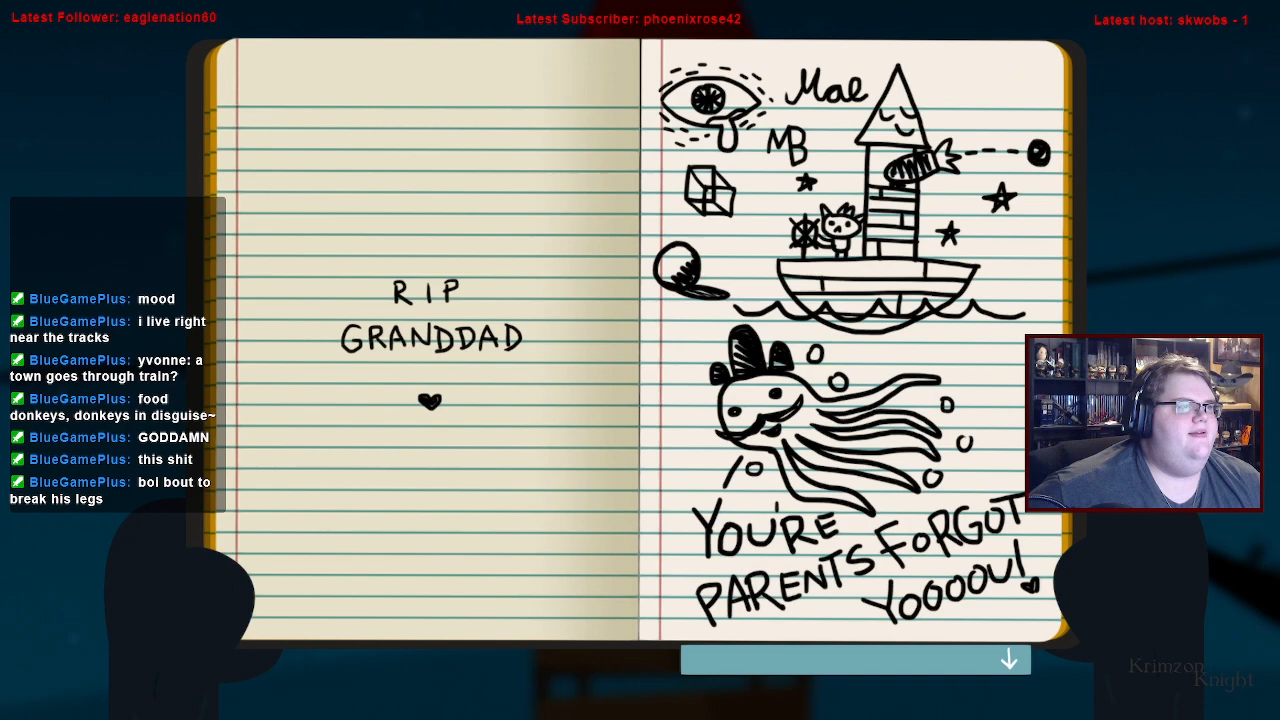 Latest Follower: eaglenation60
Latest Subscriber: phoenixrose42
Latest host: skwobs - 1
BlueGamePlus: mood
BlueGamePlus: i live right
near the tracks
BlueGamePlus: yvonne: a
town goes through train?
BlueGamePlus: food
donkeys, donkeys in disguise~
BlueGamePlus: GODDAMN
BlueGamePlus: this shit
BlueGamePlus: boi bout to
break his legs
RIP
GRANDDAD
Mae
MB
YOU'RE
PARENTS FORGOT
YOOOOU!
Krimzon
Knight